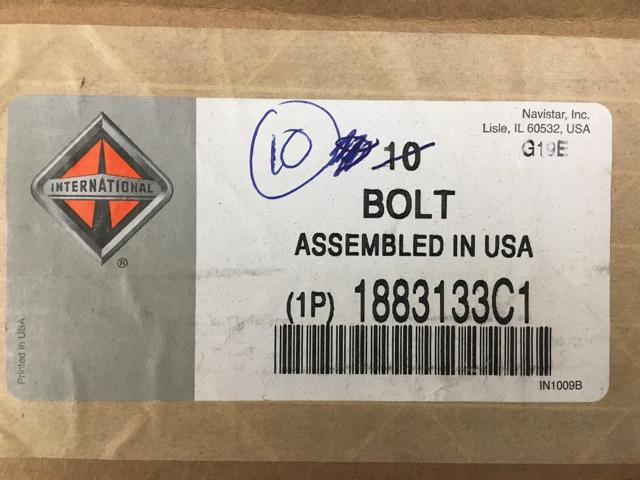 Navistar, Inc.
Lisle, IL 60532, USA
G19E
10 10
BOLT
ASSEMBLED IN USA
(1P) 1883133C1
IN1009B
INTERNATIONAL
®
Printed in USA